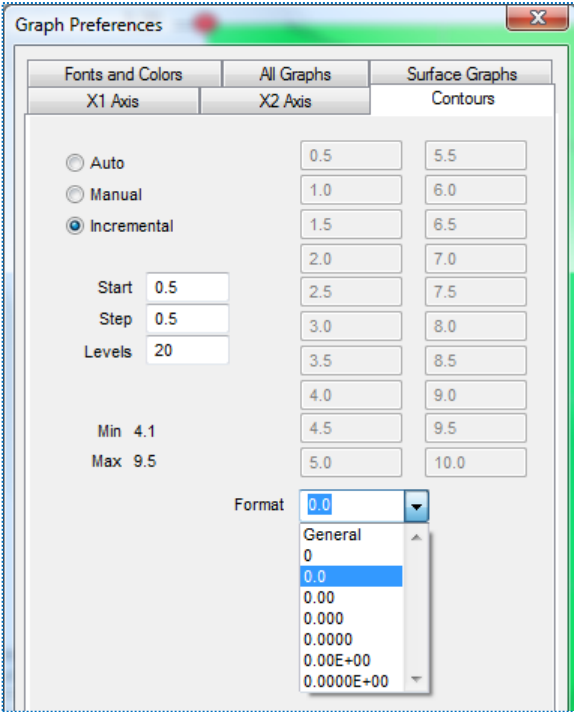 Graph Preferences
Fonts and Colors All Graphs Surface Graphs
X1 Axis X2 Axis Contours
Auto 0.5 5.5
Manual 1.0 6.0
Incremental 1.5 6.5
2.0 7.0
Start 0.5 2.5 7.5
Step 0.5 3.0 8.0
Levels 20 3.5 8.5
4.0 9.0
Min 4.1 4.5 9.5
Max 9.5 5.0 10.0
Format 0.0
General
0
0.0
0.00
0.000
0.0000
0.00E+00
0.0000E+00